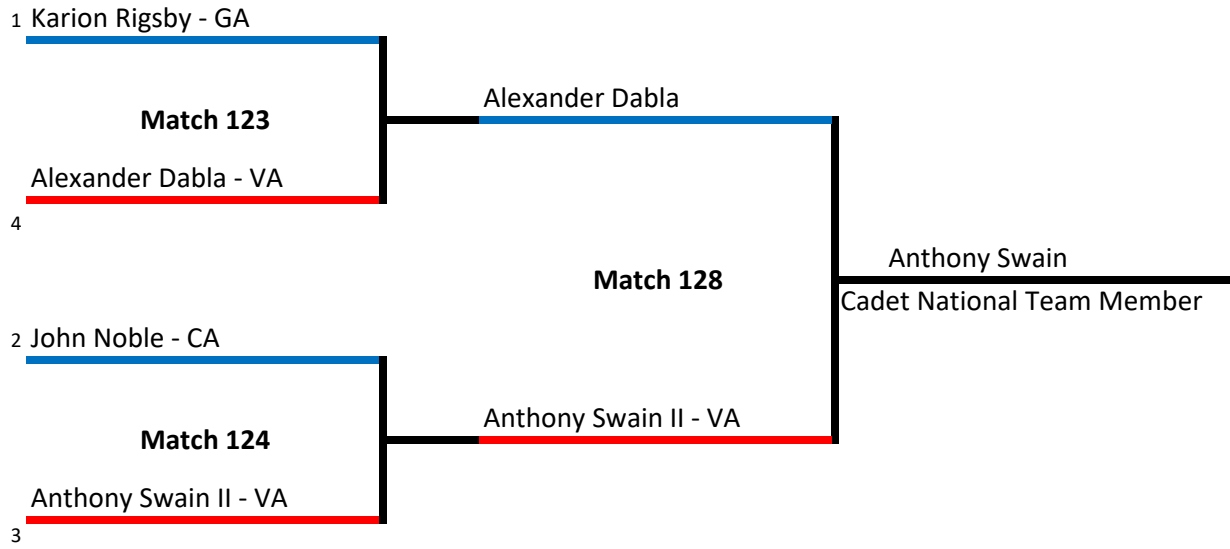 1 Karion Rigsby - GA
Alexander Dabla
Match 123
Alexander Dabla - VA
4
Anthony Swain
Match 128
Cadet National Team Member
2 John Noble - CA
Anthony Swain II - VA
Match 124
Anthony Swain II - VA
3